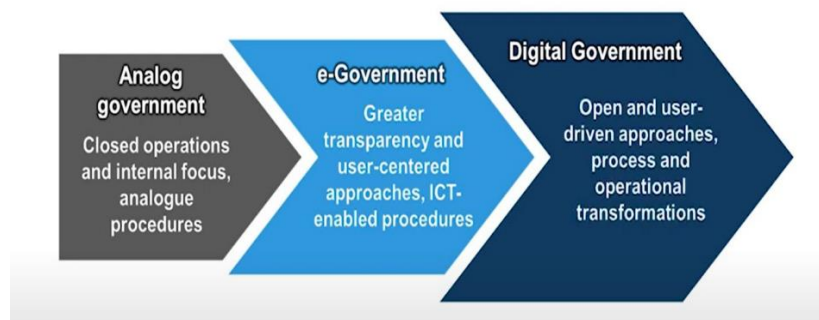 Analog
government
Closed operations
and internal focus,
analogue
procedures
e-Government
Greater
transparency and
user-centered
approaches, ICT-
enabled procedures
Digital Government
Open and user-
driven approaches,
process and
operational
transformations